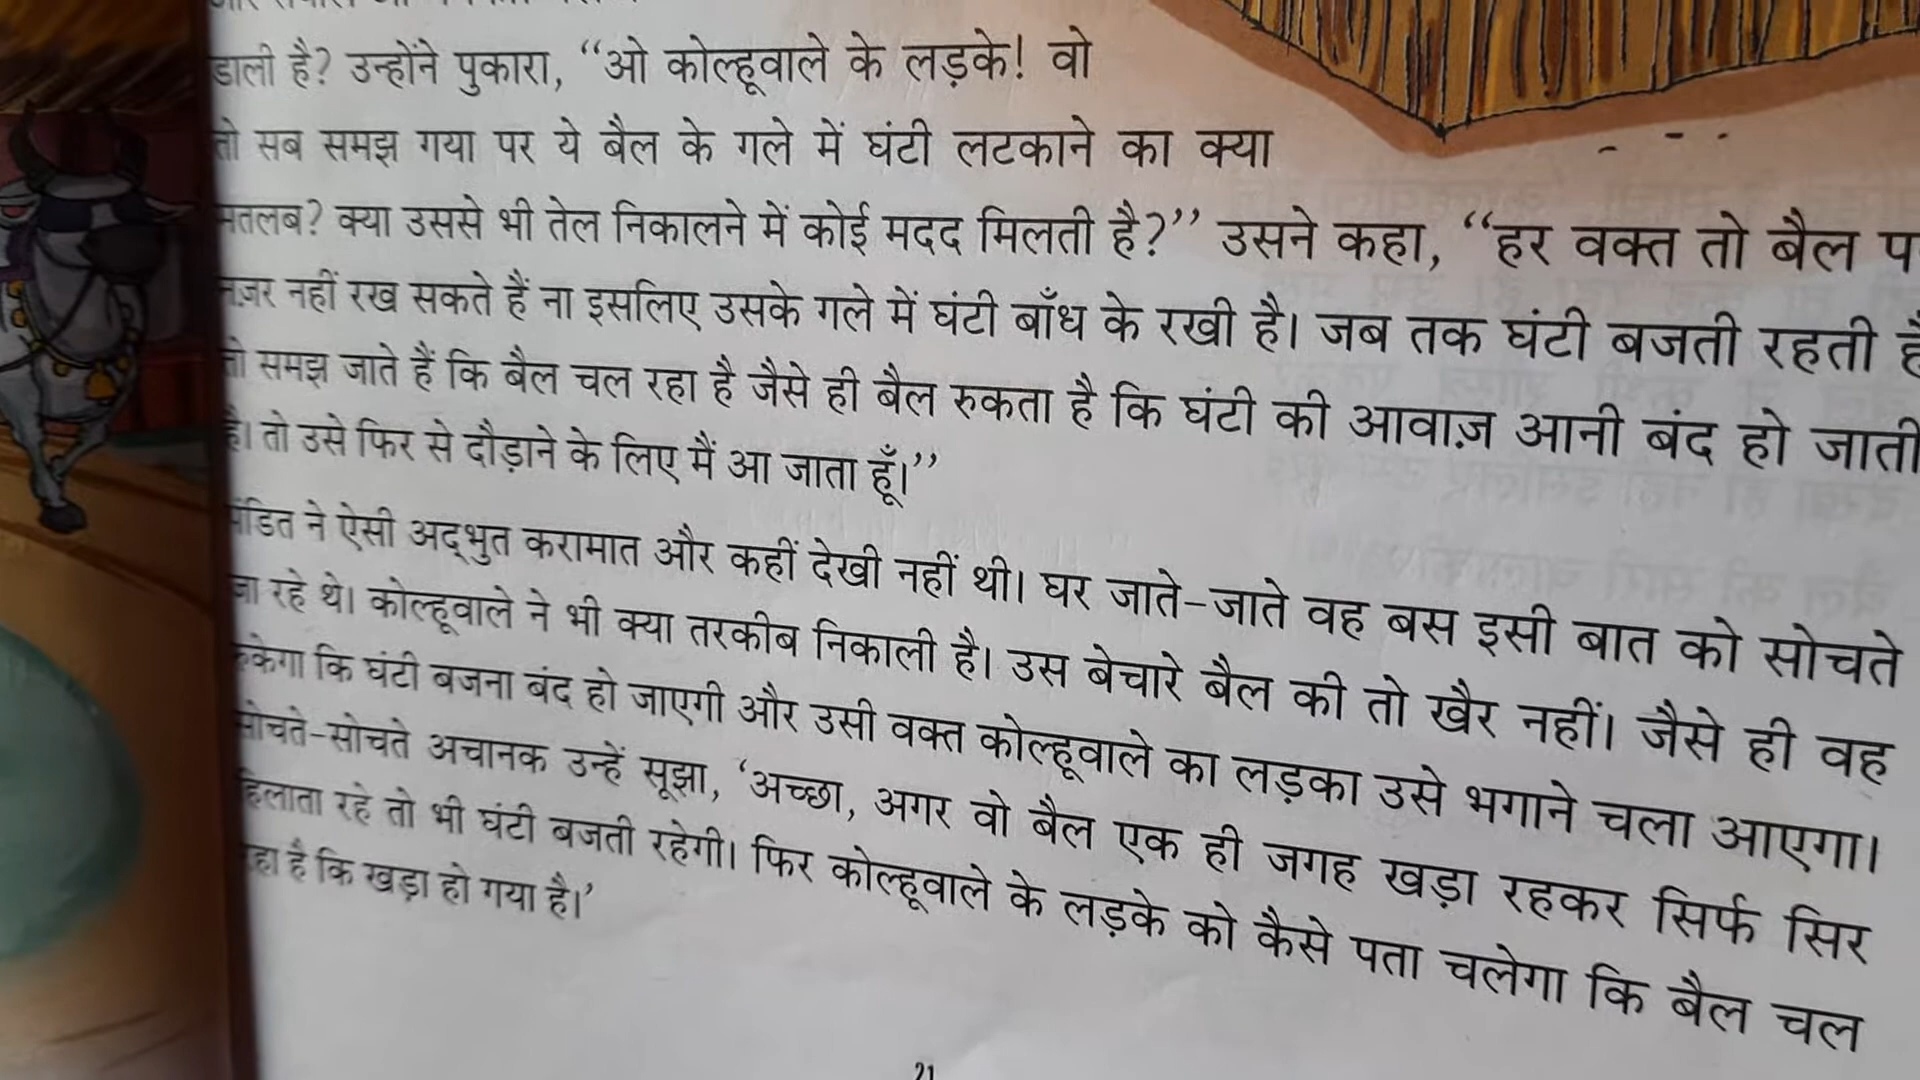 डाली है? उन्होंने पुकारा, “ओ कोल्हूवाले के लड़के! वो
तो सब समझ गया पर ये बैल के गले में घंटी लटकाने का क्या
मतलब? क्या उससे भी तेल निकालने में कोई मदद मिलती है?” उसने कहा, “हर वक्त तो बैल प
नज़र नहीं रख सकते हैं ना इसलिए उसके गले में घंटी बाँध के रखी है। जब तक घंटी बजती रहती है
तो समझ जाते हैं कि बैल चल रहा है जैसे ही बैल रुकता है कि घंटी की आवाज़ आनी बंद हो जाती
है। तो उसे फिर से दौड़ाने के लिए मैं आ जाता हूँ।”
पंडित ने ऐसी अद्भुत करामात और कहीं देखी नहीं थी। घर जाते-जाते वह बस इसी बात को सोचते
जा रहे थे। कोल्हूवाले ने भी क्या तरकीब निकाली है। उस बेचारे बैल की तो खैर नहीं। जैसे ही वह
रुकेगा कि घंटी बजना बंद हो जाएगी और उसी वक्त कोल्हूवाले का लड़का उसे भगाने चला आएगा।
सोचते-सोचते अचानक उन्हें सूझा, ‘अच्छा, अगर वो बैल एक ही जगह खड़ा रहकर सिर्फ सिर
हिलाता रहे तो भी घंटी बजती रहेगी। फिर कोल्हूवाले के लड़के को कैसे पता चलेगा कि बैल चल
रहा है कि खड़ा हो गया है।’
21